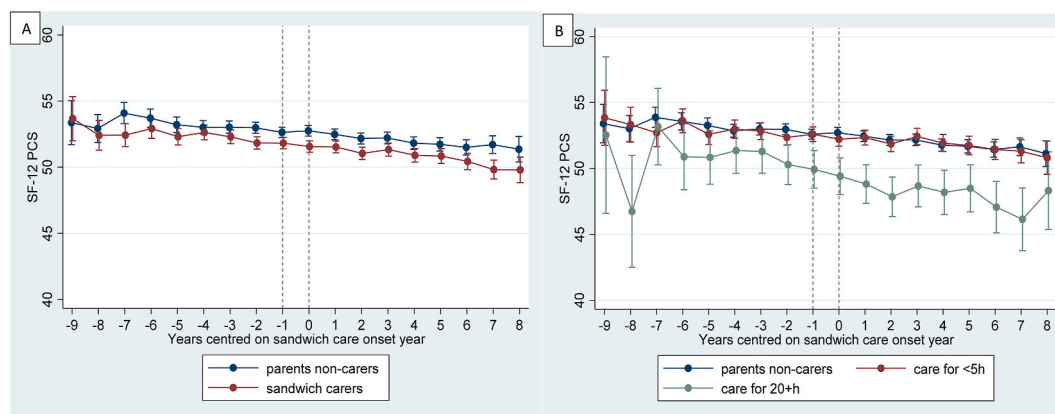 A
SF-12 PCS
60
55
50
45
40
-9 -8 -7 -6 -5 -4 -3 -2 -1 0 1 2 3 4 5 6 7 8
Years centred on sandwich care onset year
parents non-carers
sandwich carers
B
SF-12 PCS
60
55
50
45
40
-9 -8 -7 -6 -5 -4 -3 -2 -1 0 1 2 3 4 5 6 7 8
Years centred on sandwich care onset year
parents non-carers care for <5h
care for 20+h